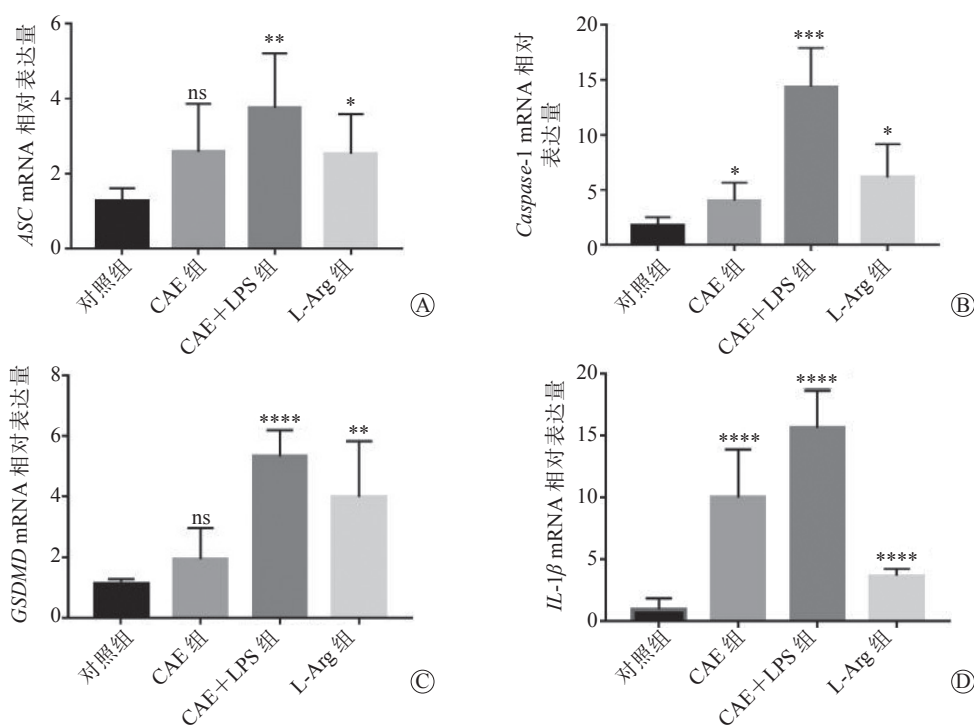 ASC mRNA 相对表达量
6
4
2
0
ns
**
*
对照组
CAE 组
CAE+LPS 组
L-Arg 组
Ⓐ
Caspase-1 mRNA 相对
表达量
20
15
10
5
0
*
***
*
对照组
CAE 组
CAE+LPS 组
L-Arg 组
Ⓑ
GSDMD mRNA 相对表达量
8
6
4
2
0
ns
****
**
对照组
CAE 组
CAE+LPS 组
L-Arg 组
Ⓒ
IL-1β mRNA 相对表达量
20
15
10
5
0
****
****
****
对照组
CAE 组
CAE+LPS 组
L-Arg 组
Ⓓ